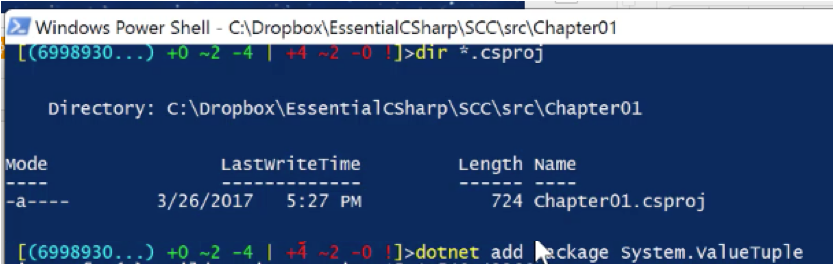 Windows Power Shell - C:\Dropbox\EssentialCSharp\SCC\src\Chapter01
[(6998930...) +0 ~2 -4 | +4 ~2 -0 !]>dir *.csproj
Directory: C:\Dropbox\EssentialCSharp\SCC\src\Chapter01
Mode LastWriteTime Length Name
---- ------------- ------ ----
-a---- 3/26/2017 5:27 PM 724 Chapter01.csproj
[(6998930...) +0 ~2 -4 | +4 ~2 -0 !]>dotnet add package System.ValueTuple